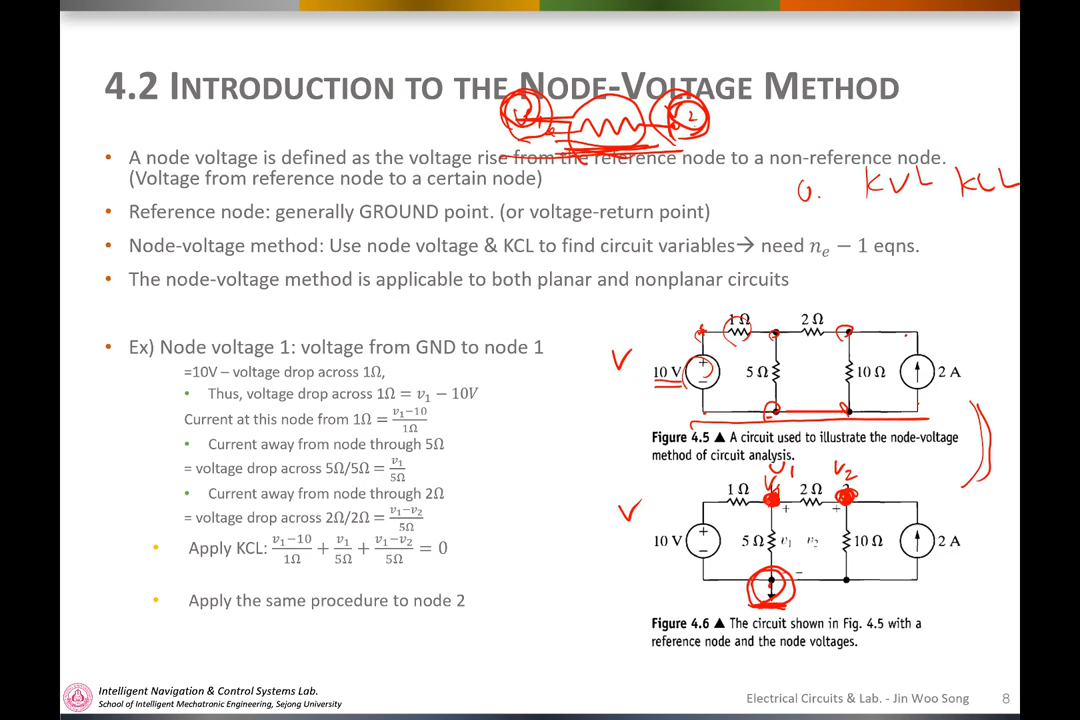 4.2 INTRODUCTION TO THE NODE-VOLTAGE METHOD
1
2
• A node voltage is defined as the voltage rise from the reference node to a non-reference node.
(Voltage from reference node to a certain node)
0. KVL KCL
• Reference node: generally GROUND point. (or voltage-return point)
• Node-voltage method: Use node voltage & KCL to find circuit variables→ need nₑ − 1 eqns.
• The node-voltage method is applicable to both planar and nonplanar circuits
• Ex) Node voltage 1: voltage from GND to node 1
=10V – voltage drop across 1Ω,
• Thus, voltage drop across 1Ω = v₁ − 10V
Current at this node from 1Ω = (v₁−10)/1Ω
• Current away from node through 5Ω
= voltage drop across 5Ω/5Ω = v₁/5Ω
• Current away from node through 2Ω
= voltage drop across 2Ω/2Ω = (v₁−v₂)/5Ω
• Apply KCL: (v₁−10)/1Ω + v₁/5Ω + (v₁−v₂)/5Ω = 0
• Apply the same procedure to node 2
1 Ω 2 Ω
V
10 V + − 5 Ω 10 Ω 2 A
Figure 4.5 ▲ A circuit used to illustrate the node-voltage
method of circuit analysis.
V₁ V₂
1 Ω 2 Ω
+ +
V
10 V + − 5 Ω v₁ v₂ 10 Ω 2 A
−
Figure 4.6 ▲ The circuit shown in Fig. 4.5 with a
reference node and the node voltages.
Intelligent Navigation & Control Systems Lab.
School of Intelligent Mechatronic Engineering, Sejong University
Electrical Circuits & Lab. - Jin Woo Song 8